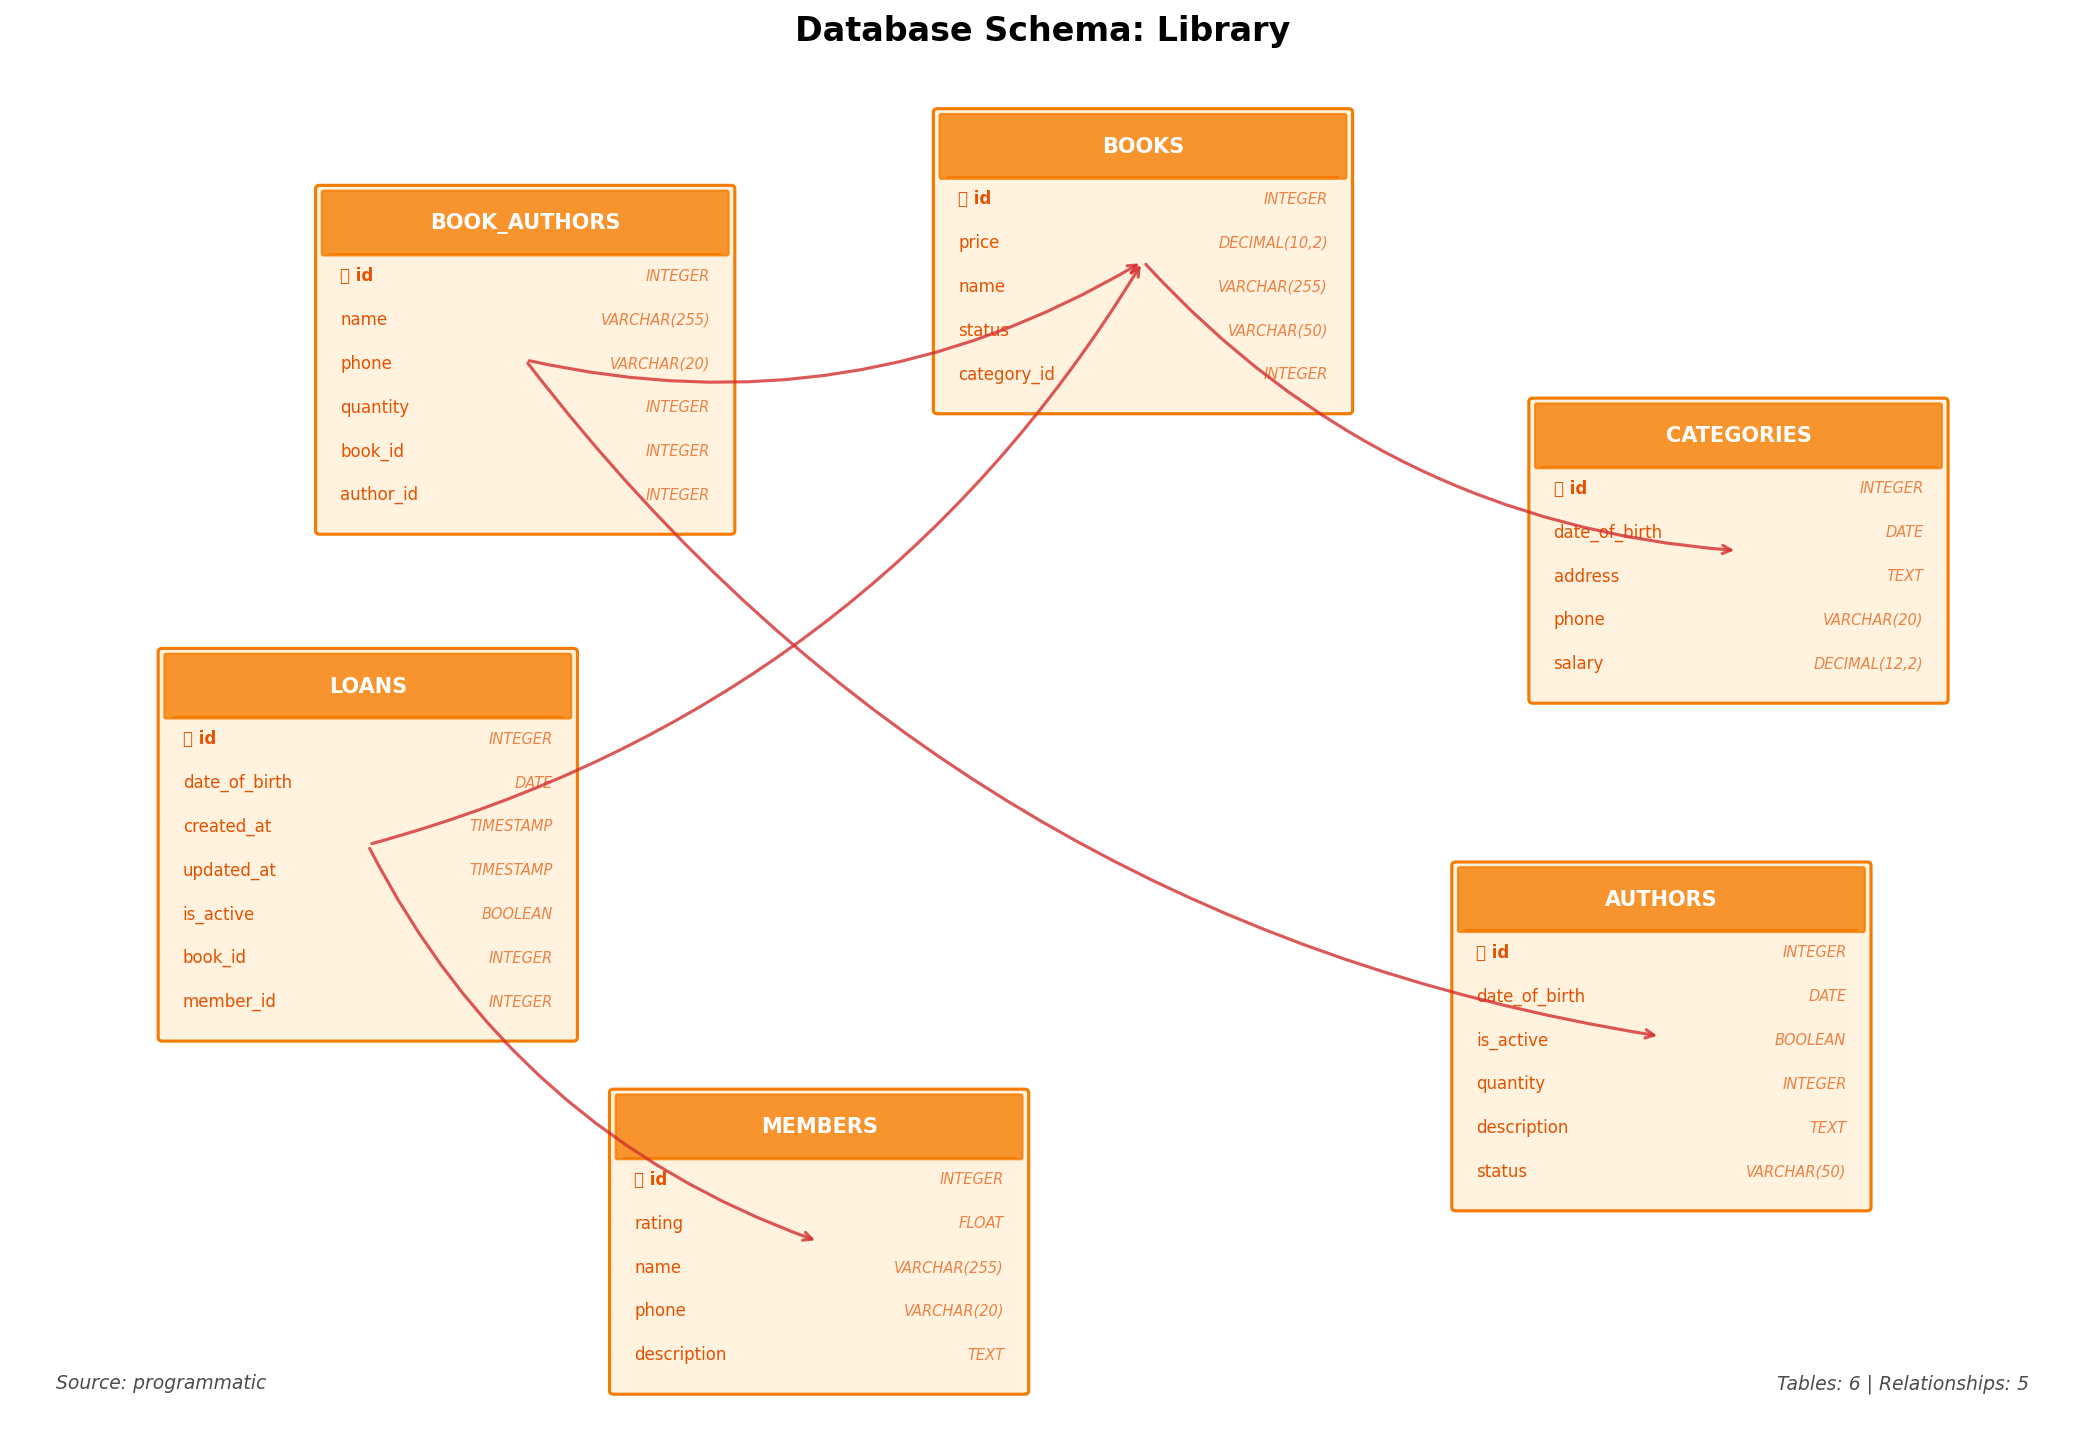 Database Schema: Library
BOOKS
id INTEGER
price DECIMAL(10,2)
name VARCHAR(255)
status VARCHAR(50)
category_id INTEGER
BOOK_AUTHORS
id INTEGER
name VARCHAR(255)
phone VARCHAR(20)
quantity INTEGER
book_id INTEGER
author_id INTEGER
CATEGORIES
id INTEGER
date_of_birth DATE
address TEXT
phone VARCHAR(20)
salary DECIMAL(12,2)
LOANS
id INTEGER
date_of_birth DATE
created_at TIMESTAMP
updated_at TIMESTAMP
is_active BOOLEAN
book_id INTEGER
member_id INTEGER
AUTHORS
id INTEGER
date_of_birth DATE
is_active BOOLEAN
quantity INTEGER
description TEXT
status VARCHAR(50)
MEMBERS
id INTEGER
rating FLOAT
name VARCHAR(255)
phone VARCHAR(20)
description TEXT
Source: programmatic
Tables: 6 | Relationships: 5